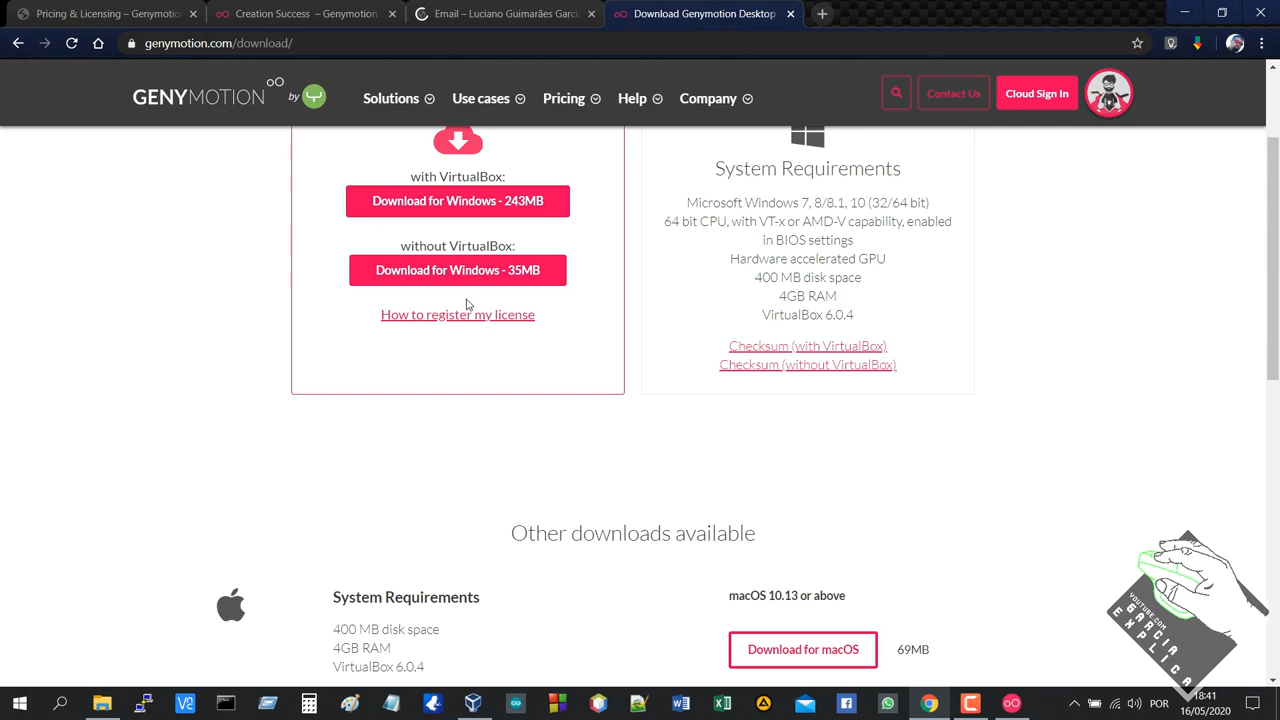 Pricing & Licensing – Genymotio
Creation Success – Genymotion
Email – Luciano Guimarães Garci
Download Genymotion Desktop
genymotion.com/download/
GENYMOTION by
Solutions
Use cases
Pricing
Help
Company
Contact Us
Cloud Sign In
with VirtualBox:
Download for Windows - 243MB
without VirtualBox:
Download for Windows - 35MB
How to register my license
System Requirements
Microsoft Windows 7, 8/8.1, 10 (32/64 bit)
64 bit CPU, with VT-x or AMD-V capability, enabled
in BIOS settings
Hardware accelerated GPU
400 MB disk space
4GB RAM
VirtualBox 6.0.4
Checksum (with VirtualBox)
Checksum (without VirtualBox)
Other downloads available
System Requirements
400 MB disk space
4GB RAM
VirtualBox 6.0.4
macOS 10.13 or above
Download for macOS
69MB
YOUTUBE.COM
GARCIA
EXPLICA
POR
18:41
16/05/2020